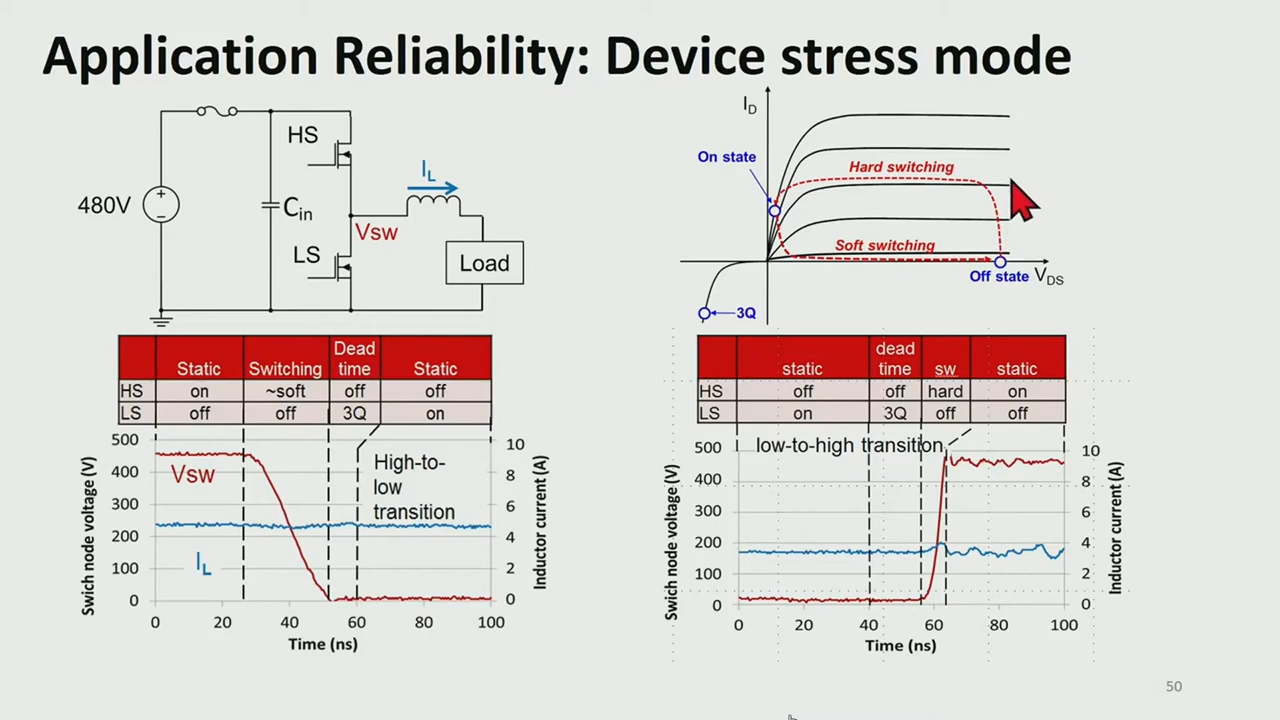 Application Reliability: Device stress mode
480V
+
−
HS
Cin
LS
IL
Vsw
Load
ID
On state
Hard switching
Soft switching
Off state
VDS
3Q
Static Switching Dead time Static
HS on ~soft off off
LS off off 3Q on
500
400
300
200
100
0
Swich node voltage (V)
Vsw
IL
High-to-
low
transition
10
8
6
4
2
0
Inductor current (A)
0 20 40 60 80 100
Time (ns)
static dead time sw static
HS off off hard on
LS on 3Q off off
low-to-high transition
500
400
300
200
100
0
Swich node voltage (V)
10
8
6
4
2
0
Inductor current (A)
0 20 40 60 80 100
Time (ns)
50